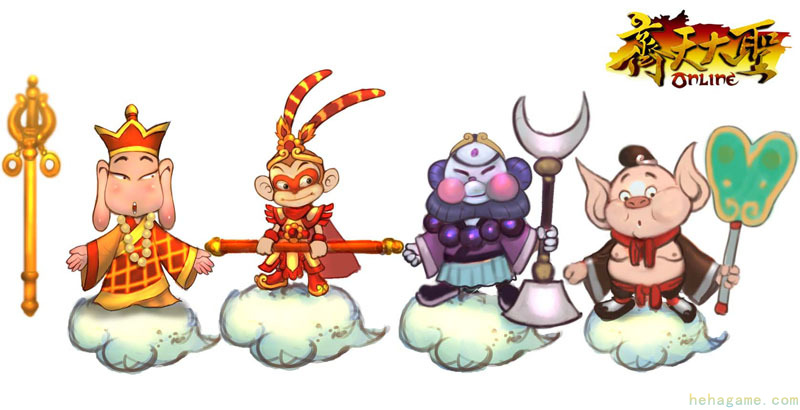 齊天大聖
ONLINE
hehagame.com